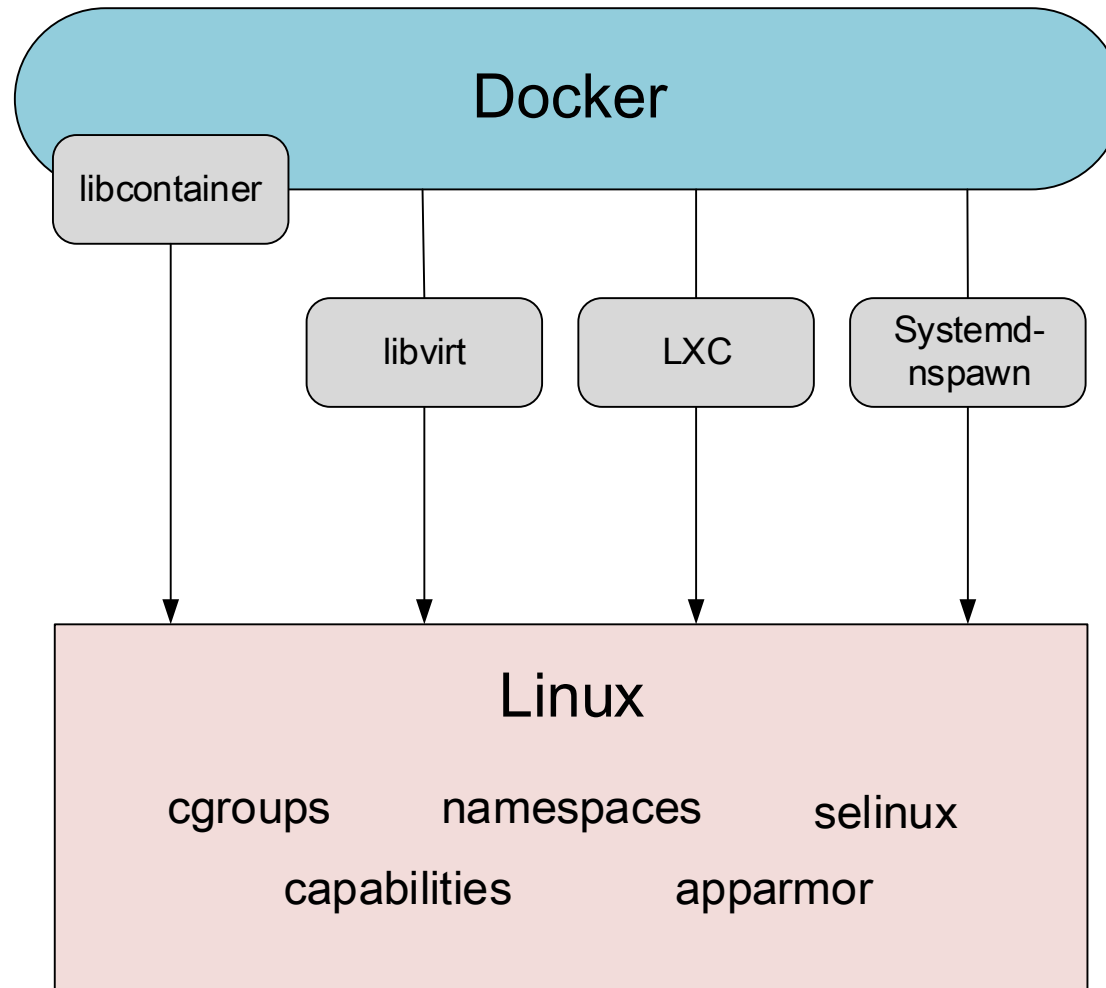 Docker
libcontainer
libvirt
LXC
Systemd-
nspawn
Linux
cgroups
namespaces
selinux
capabilities
apparmor